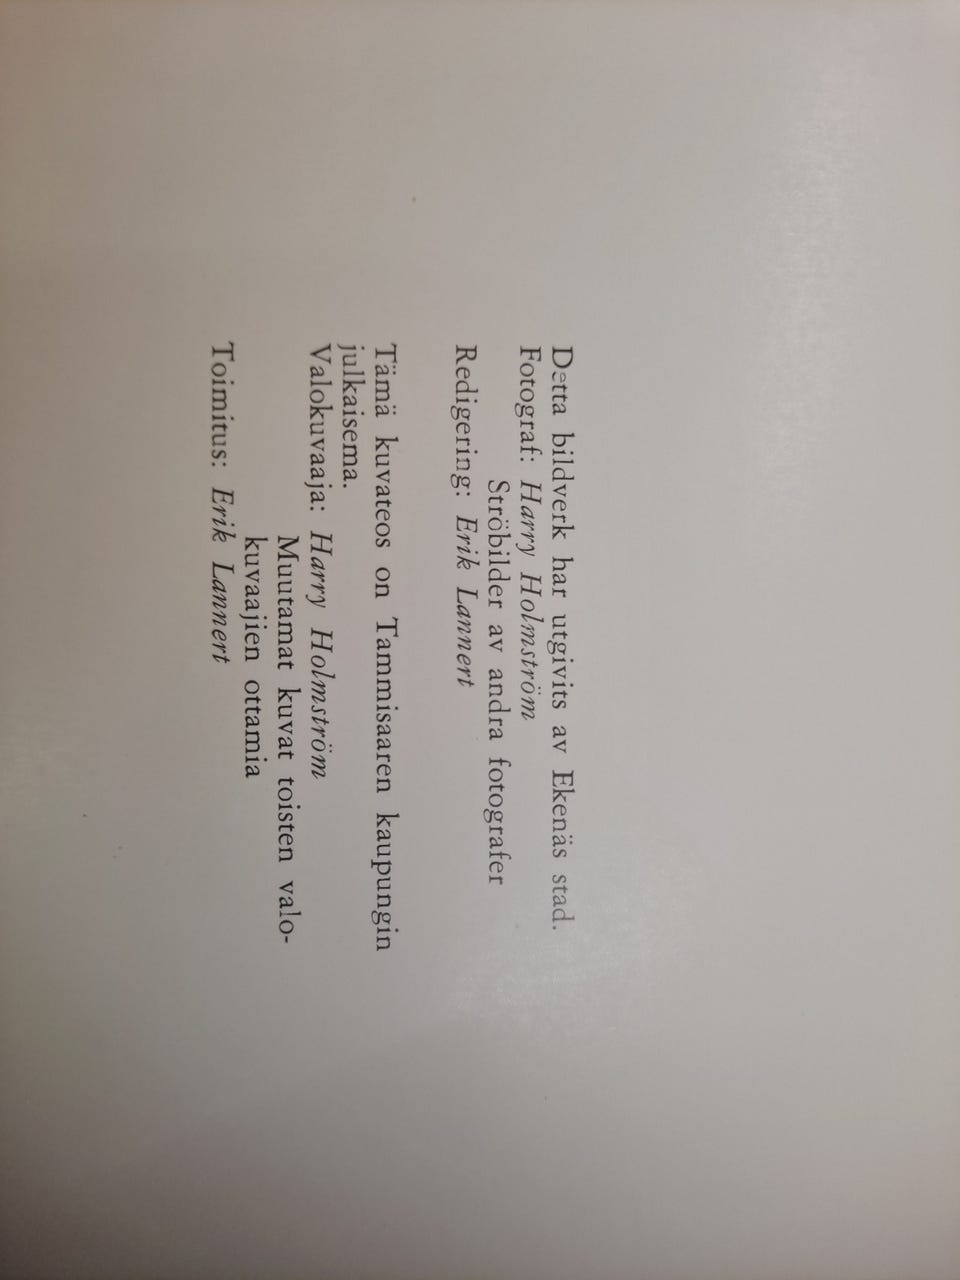 Detta bildverk har utgivits av Ekenäs stad.
Fotograf: Harry Holmström
Ströbilder av andra fotografer
Redigering: Erik Lannert
Tämä kuvateos on Tammisaaren kaupungin
julkaisema.
Valokuvaaja: Harry Holmström
Muutamat kuvat toisten valo-
kuvaajien ottamia
Toimitus: Erik Lannert